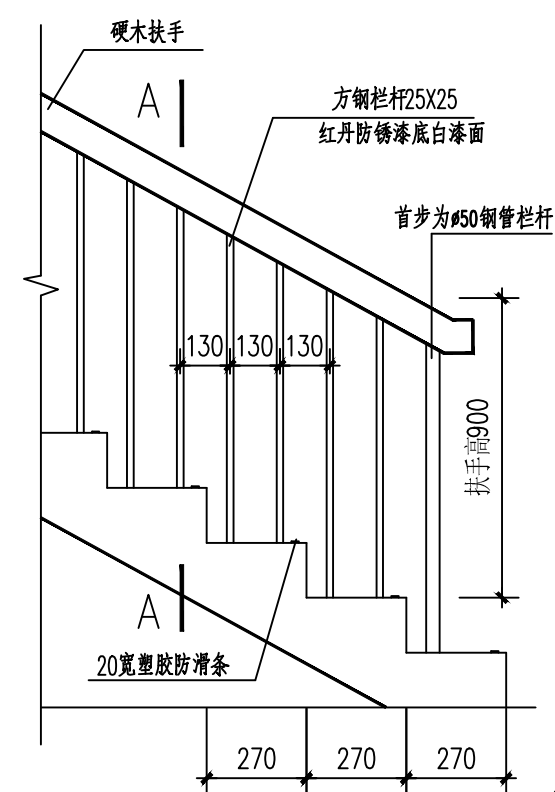 硬木扶手
A
方钢栏杆25X25
红丹防锈漆底白漆面
首步为ø50钢管栏杆
130 130 130
扶手高900
A
20宽塑胶防滑条
270 270 270